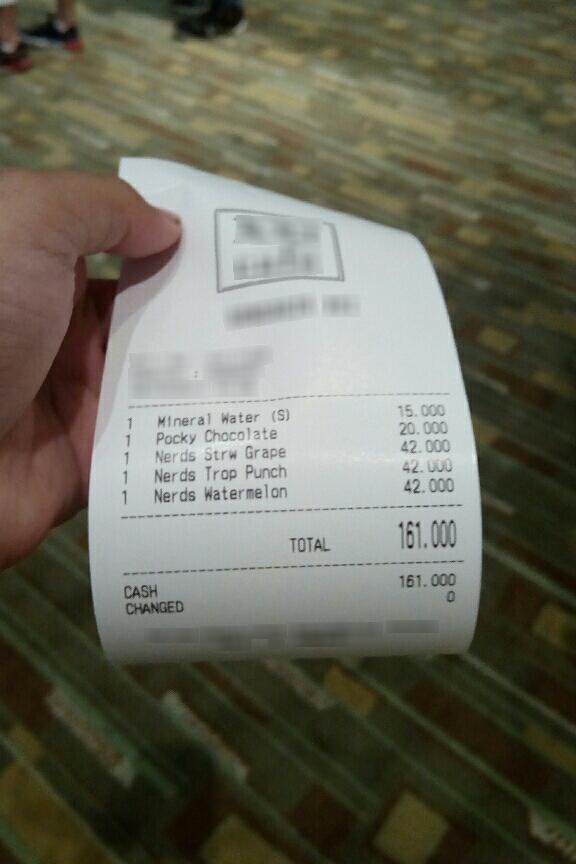 1 Mineral Water (S) 15.000
1 Pocky Chocolate 20.000
1 Nerds Strw Grape 42.000
1 Nerds Trop Punch 42.000
1 Nerds Watermelon 42.000
TOTAL 161.000
CASH 161.000
CHANGED 0